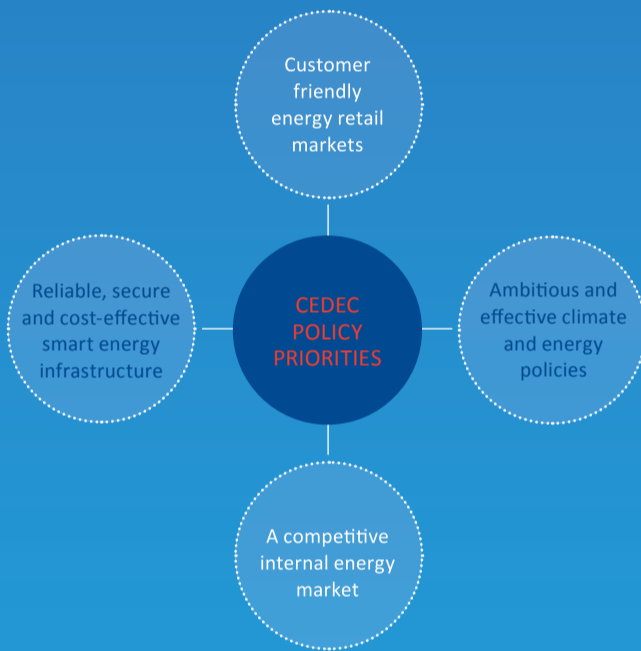 Customer
friendly
energy retail
markets
Reliable, secure
and cost-effective
smart energy
infrastructure
CEDEC
POLICY
PRIORITIES
Ambitious and
effective climate
and energy
policies
A competitive
internal energy
market